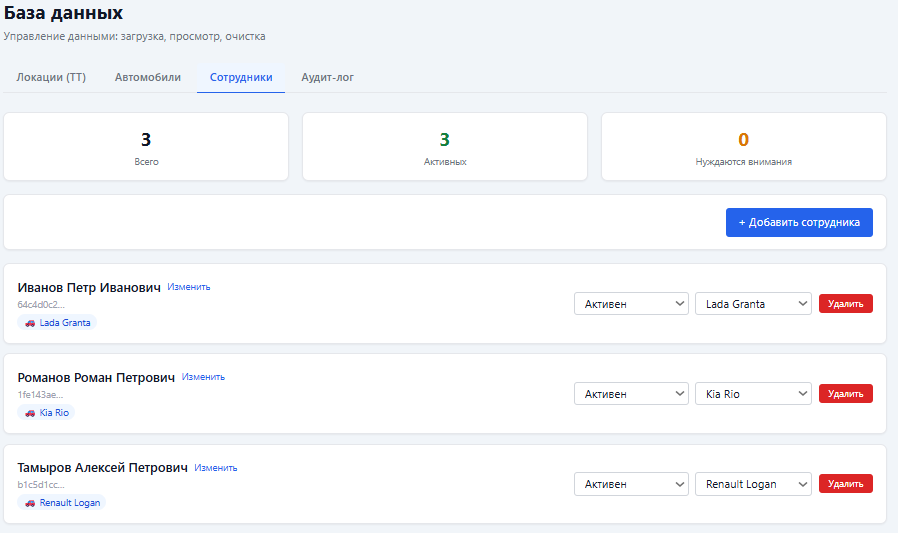 База данных
Управление данными: загрузка, просмотр, очистка
Локации (ТТ) Автомобили Сотрудники Аудит-лог
3 3 0
Всего Активных Нуждаются внимания
+ Добавить сотрудника
Иванов Петр Иванович Изменить
64c4d0c2...
Lada Granta
Активен Lada Granta Удалить
Романов Роман Петрович Изменить
1fe143ae...
Kia Rio
Активен Kia Rio Удалить
Тамыров Алексей Петрович Изменить
b1c5d1cc...
Renault Logan
Активен Renault Logan Удалить